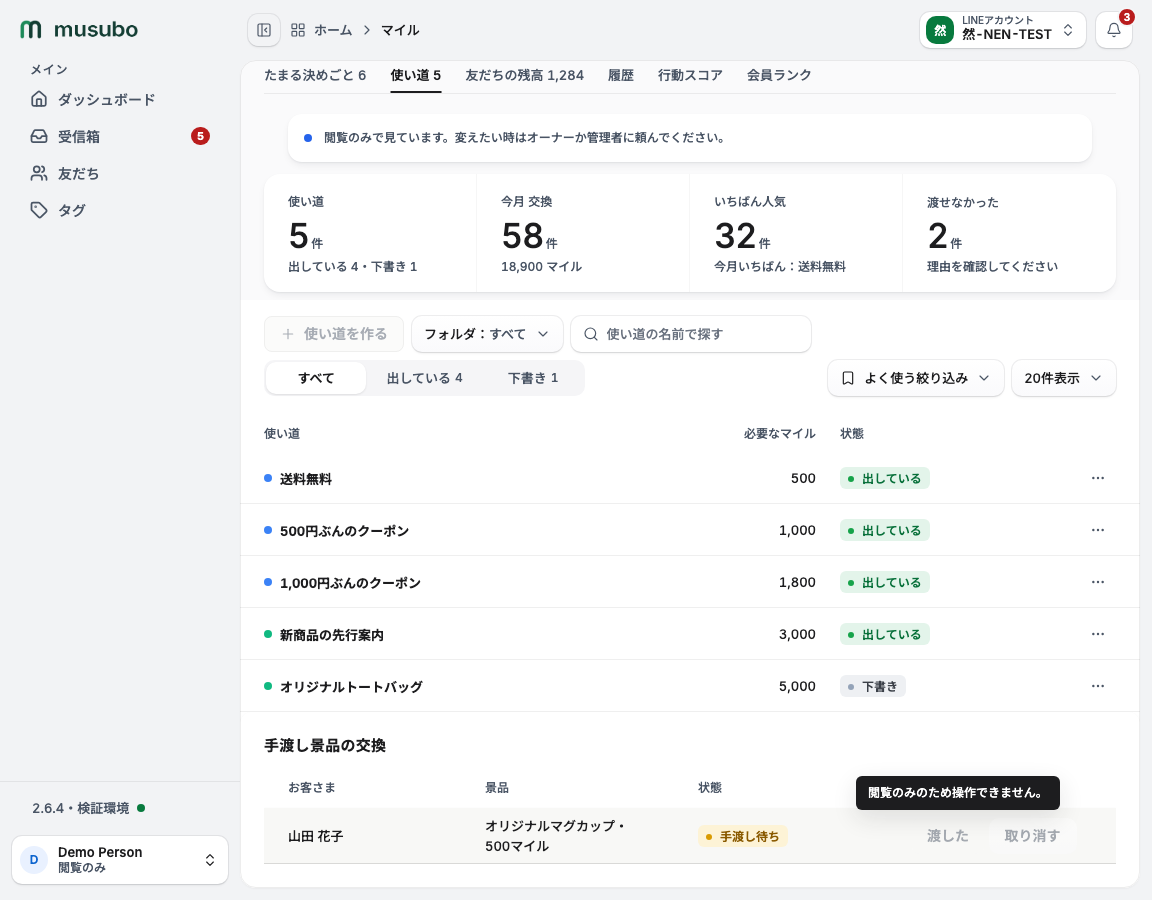 musubo
ホーム > マイル
LINEアカウント
然 然-NEN-TEST
3
メイン
ダッシュボード
受信箱 5
友だち
タグ
たまる決めごと 6 使い道 5 友だちの残高 1,284 履歴 行動スコア 会員ランク
閲覧のみで見ています。変えたい時はオーナーか管理者に頼んでください。
使い道
5件
出している 4・下書き 1
今月 交換
58件
18,900 マイル
いちばん人気
32件
今月いちばん：送料無料
渡せなかった
2件
理由を確認してください
+ 使い道を作る フォルダ：すべて 使い道の名前で探す
すべて 出している 4 下書き 1 よく使う絞り込み 20件表示
使い道 必要なマイル 状態
送料無料 500 出している ...
500円ぶんのクーポン 1,000 出している ...
1,000円ぶんのクーポン 1,800 出している ...
新商品の先行案内 3,000 出している ...
オリジナルトートバッグ 5,000 下書き ...
手渡し景品の交換
お客さま 景品 状態
閲覧のみのため操作できません。
山田 花子 オリジナルマグカップ・
500マイル 手渡し待ち 渡した 取り消す
2.6.4・検証環境
D Demo Person
閲覧のみ